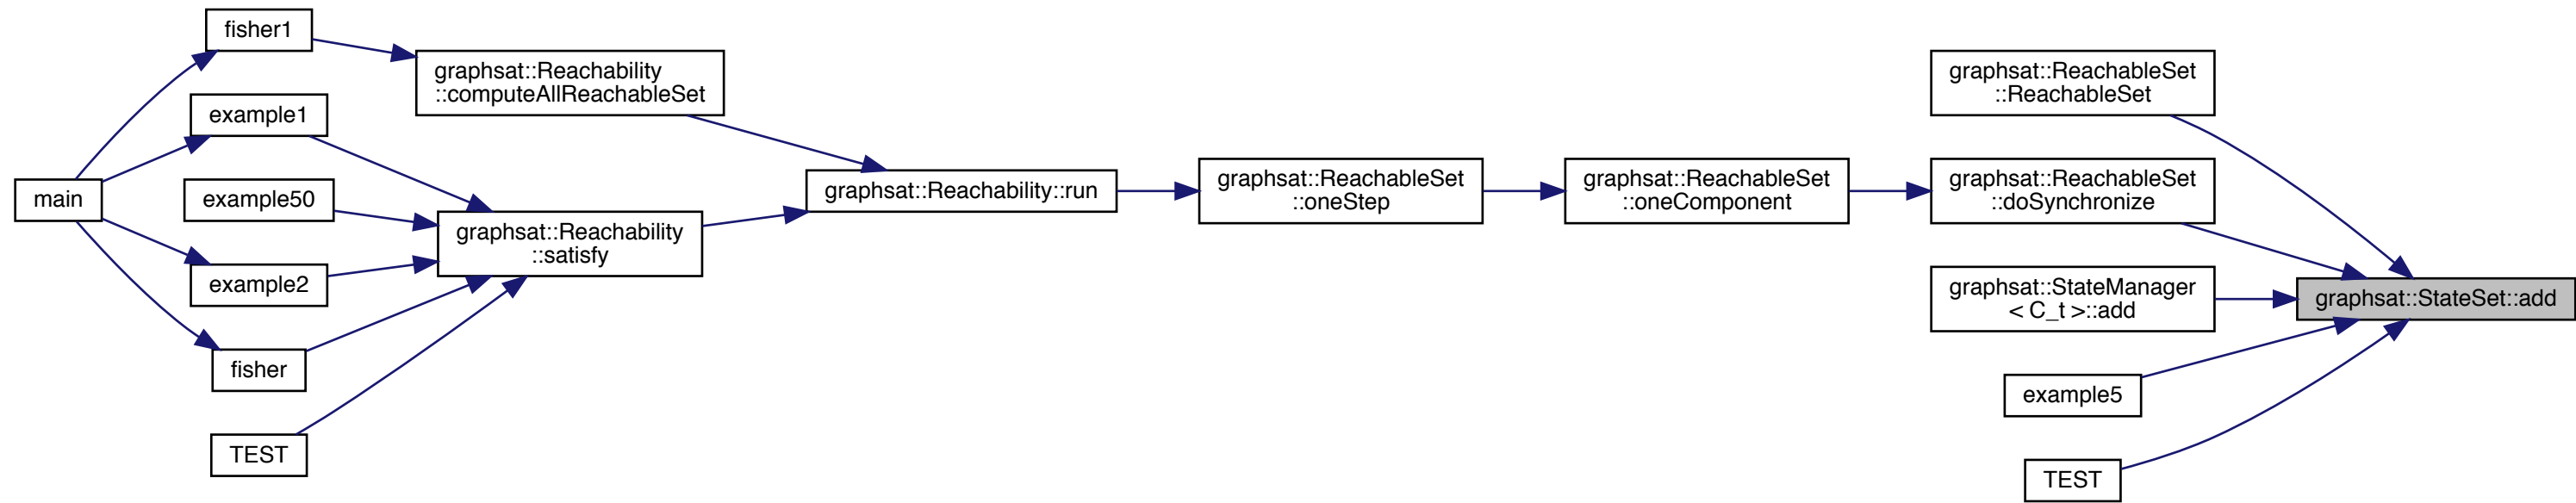 fisher1
graphsat::Reachability
::computeAllReachableSet
example1
main
example50
graphsat::Reachability
::satisfy
example2
fisher
TEST
graphsat::Reachability::run
graphsat::ReachableSet
::oneStep
graphsat::ReachableSet
::oneComponent
graphsat::ReachableSet
::ReachableSet
graphsat::ReachableSet
::doSynchronize
graphsat::StateManager
< C_t >::add
example5
TEST
graphsat::StateSet::add